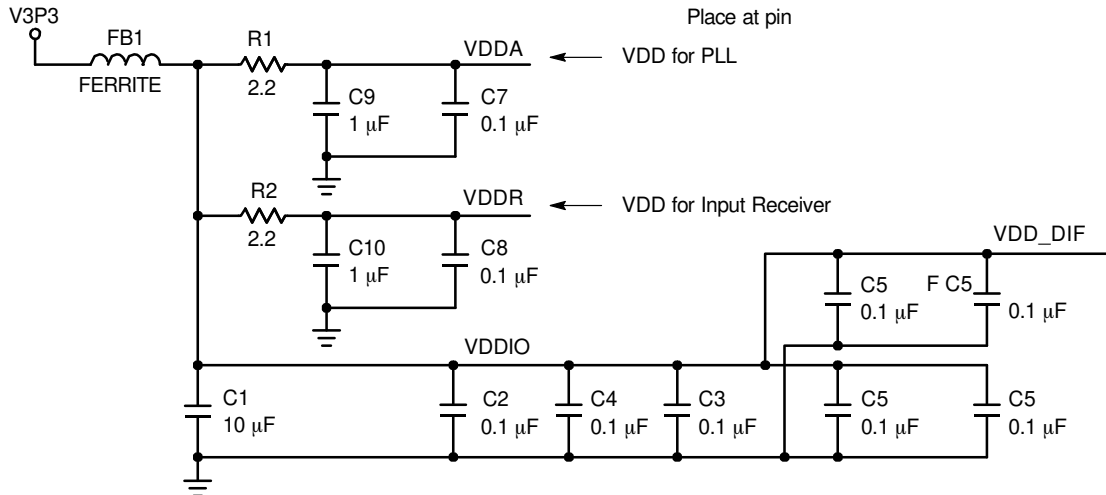 V3P3
Place at pin
FB1
R1
VDDA
VDD for PLL
FERRITE
2.2
C9
1 μF
C7
0.1 μF
R2
VDDR
VDD for Input Receiver
2.2
C10
1 μF
C8
0.1 μF
VDD_DIF
C5
0.1 μF
F C5
0.1 μF
VDDIO
C1
10 μF
C2
0.1 μF
C4
0.1 μF
C3
0.1 μF
C5
0.1 μF
C5
0.1 μF